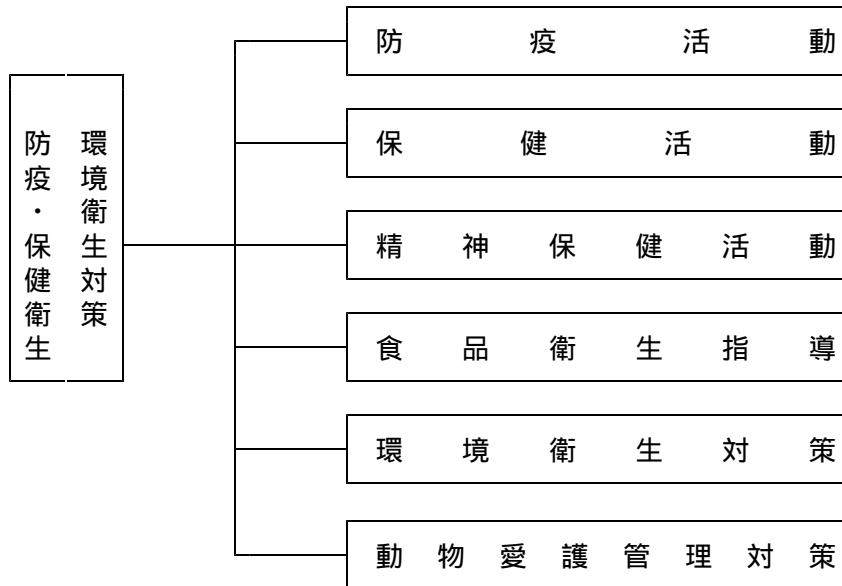 防疫・保健衛生
環境衛生対策
防疫活動
保健活動
精神保健活動
食品衛生指導
環境衛生対策
動物愛護管理対策